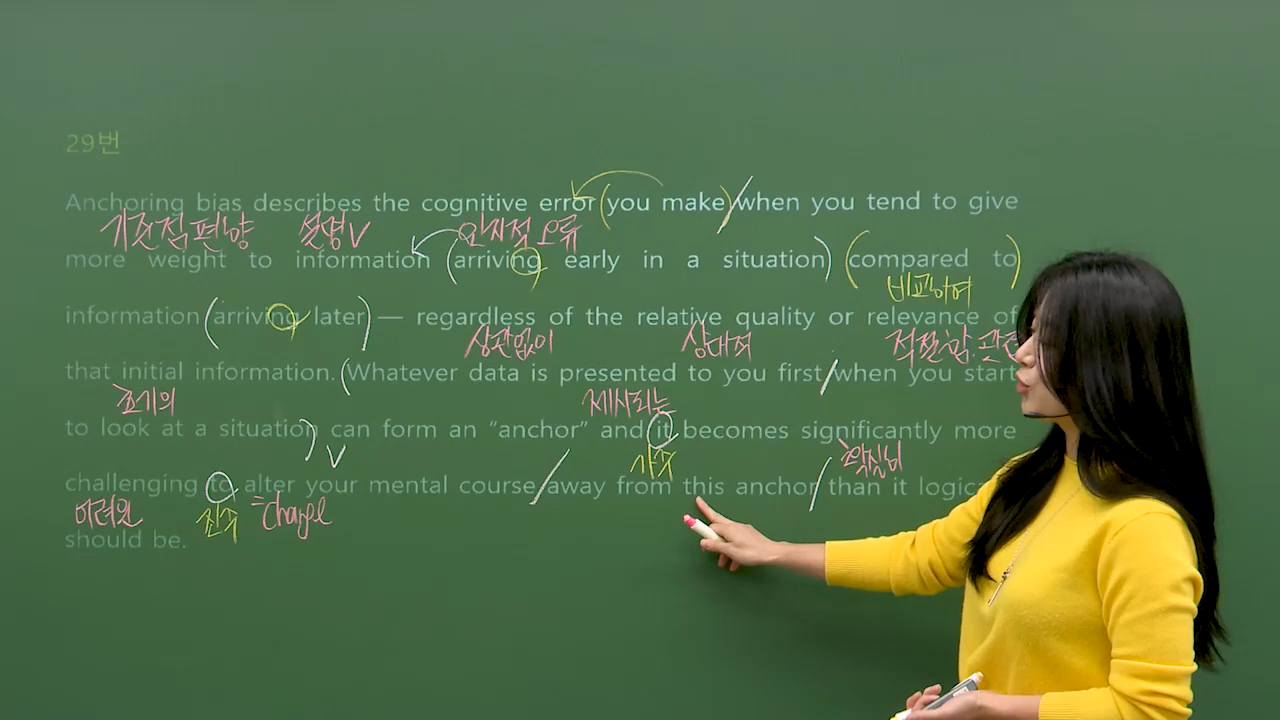 29번
Anchoring bias describes the cognitive error (you make) / when you tend to give
기준점 편향 설명 인지적 오류
more weight to information (arriving early in a situation) (compared to)
비교하여
information (arriving later) — regardless of the relative quality or relevance of
상관없이 상대적 적절함. 관련
that initial information. (Whatever data is presented to you first / when you start
초기의 제시되는
to look at a situation) can form an “anchor” and it becomes significantly more
V 가주 확실히
challenging to alter your mental course / away from this anchor / than it logic
어려운 진주 =change
should be.